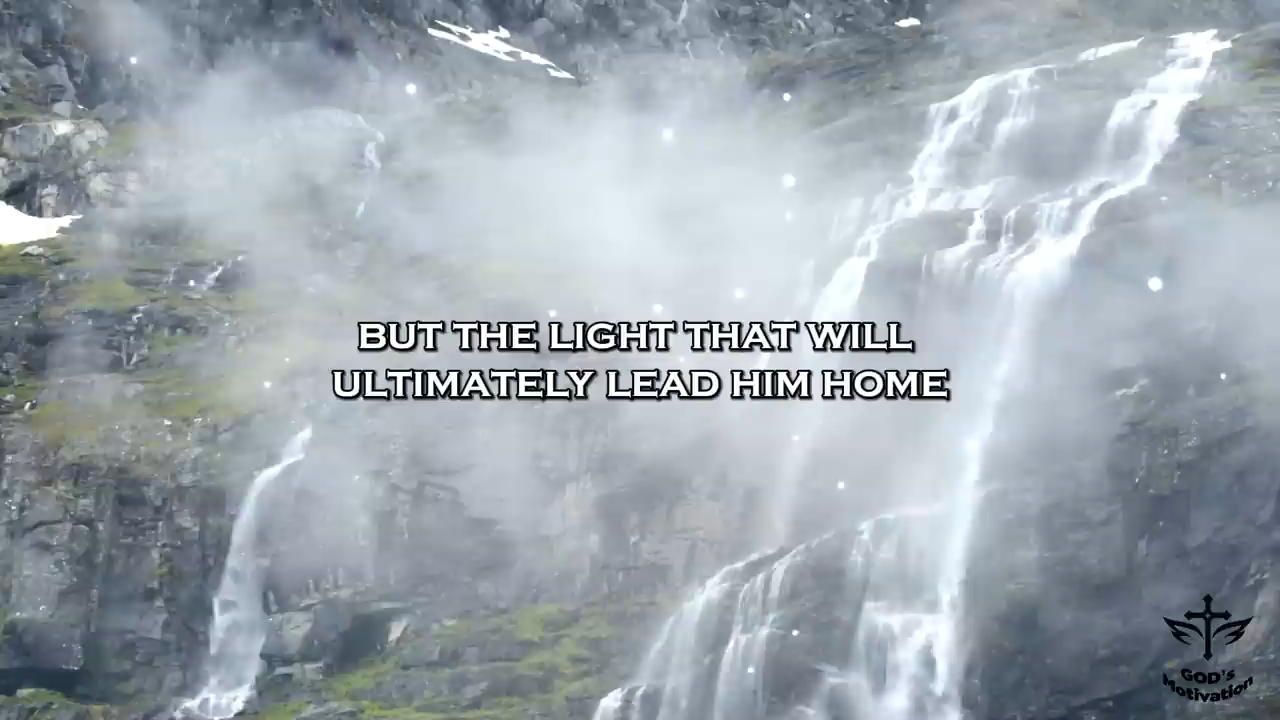 BUT THE LIGHT THAT WILL
ULTIMATELY LEAD HIM HOME
GOD's
Motivation